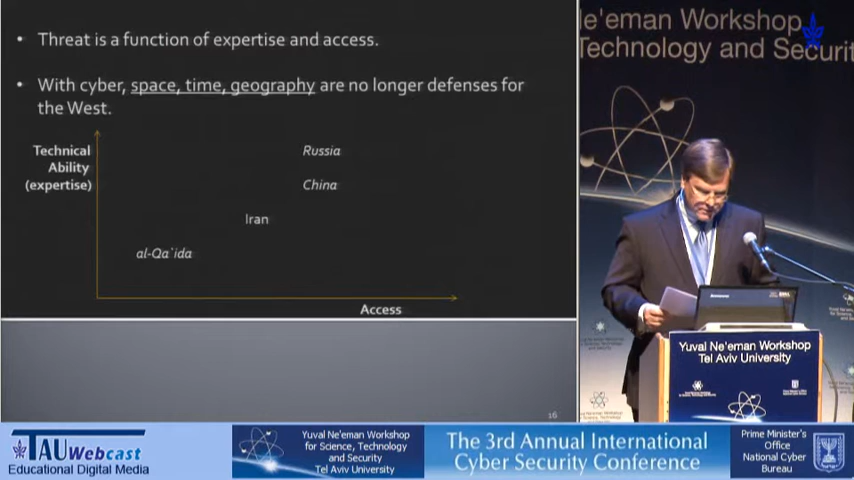 • Threat is a function of expertise and access.
• With cyber, space, time, geography are no longer defenses for
the West.
Technical
Ability
(expertise)
Russia
China
Iran
al-Qa`ida
Access
16
Ne'eman Workshop
Technology and Securit
Yuval Ne'eman Workshop
Tel Aviv University
TAU Webcast
Educational Digital Media
Yuval Ne'eman Workshop
for Science, Technology
and Security
Tel Aviv University
The 3rd Annual International
Cyber Security Conference
Prime Minister's
Office
National Cyber
Bureau